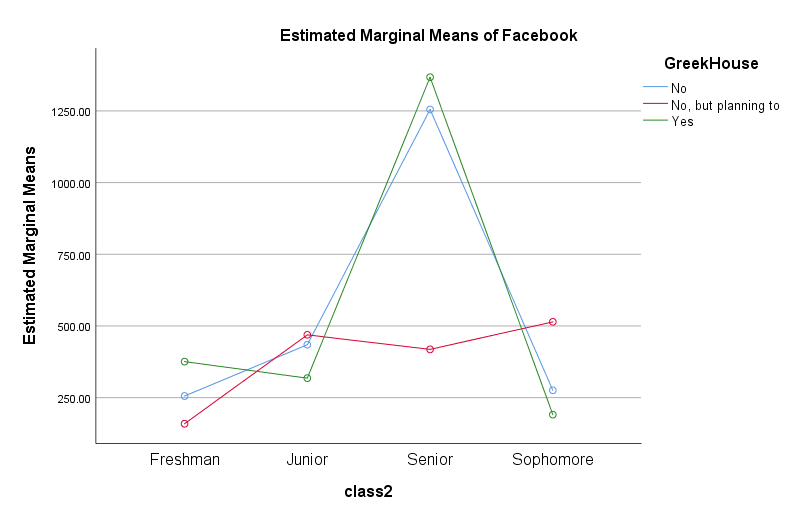 Estimated Marginal Means of Facebook
GreekHouse
No
No, but planning to
Yes
Estimated Marginal Means
1250.00
1000.00
750.00
500.00
250.00
Freshman Junior Senior Sophomore
class2